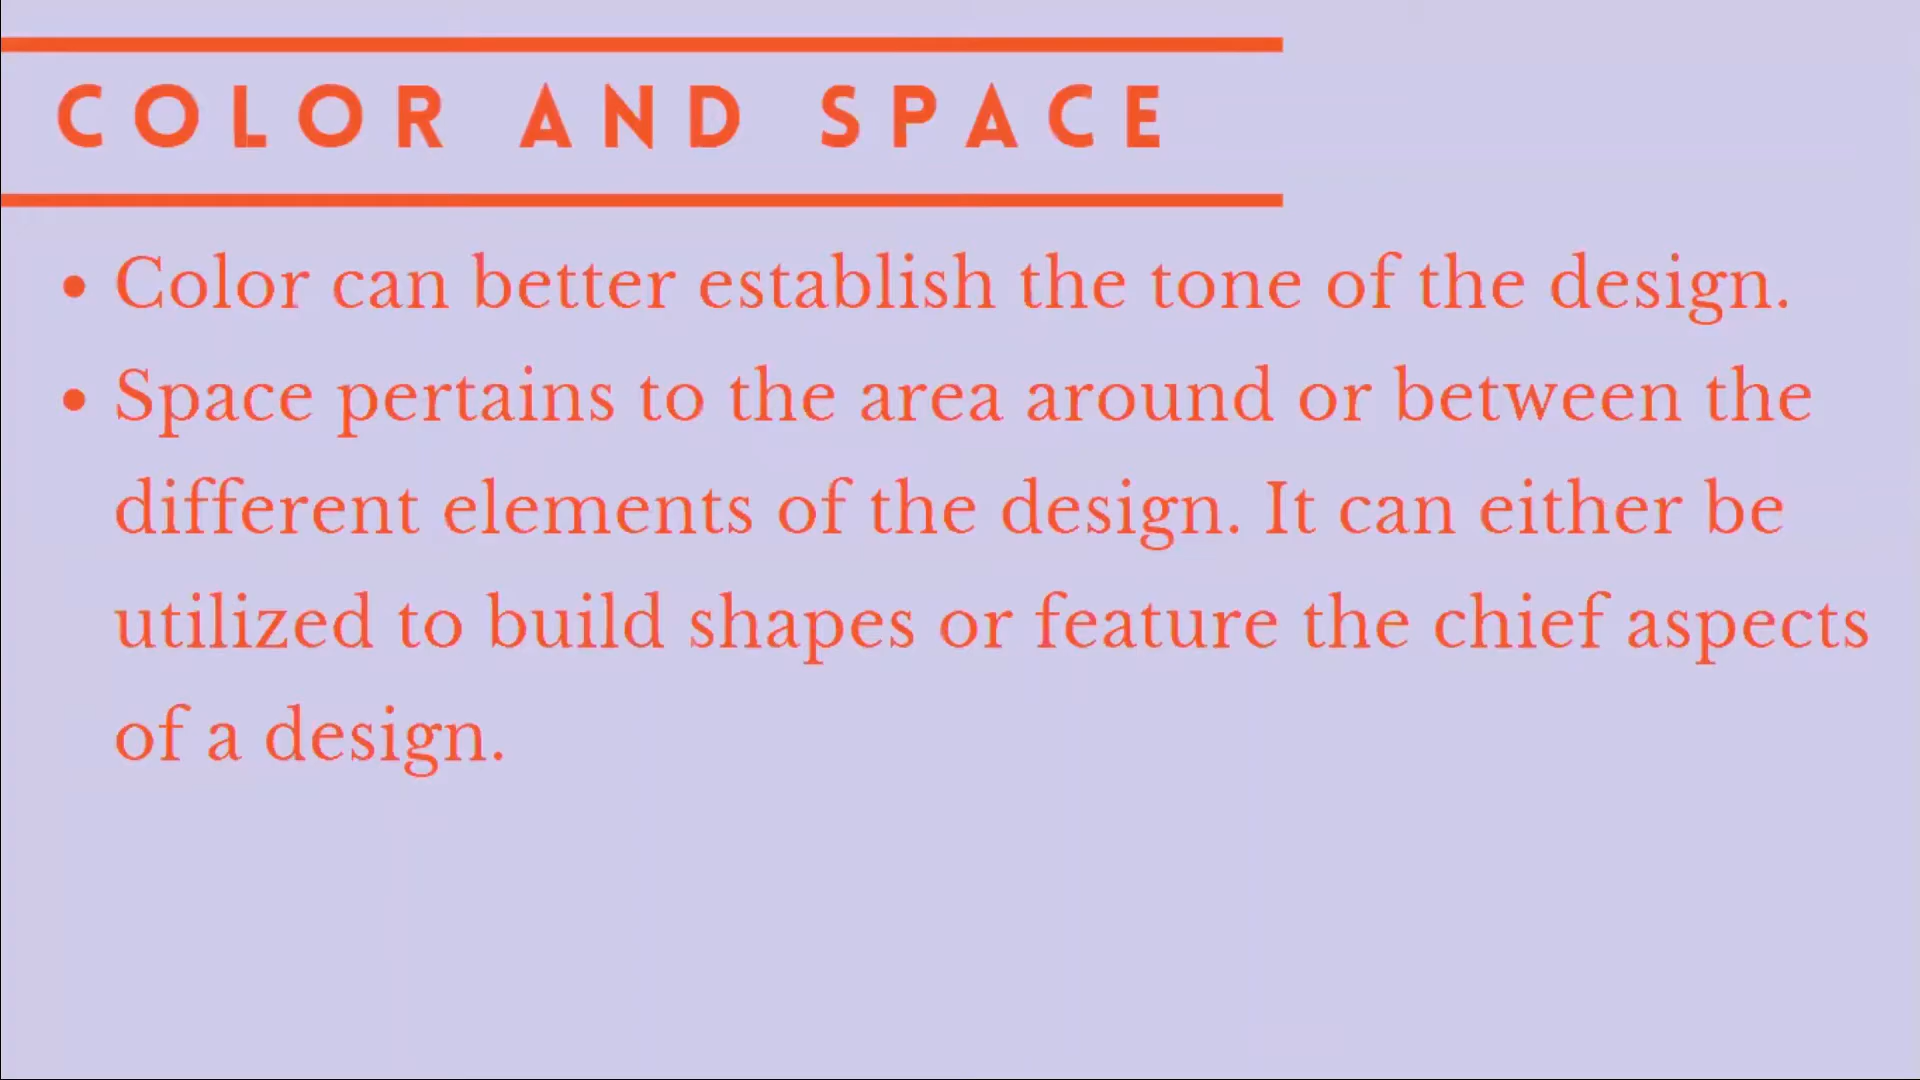 COLOR AND SPACE
• Color can better establish the tone of the design.
• Space pertains to the area around or between the
different elements of the design. It can either be
utilized to build shapes or feature the chief aspects
of a design.